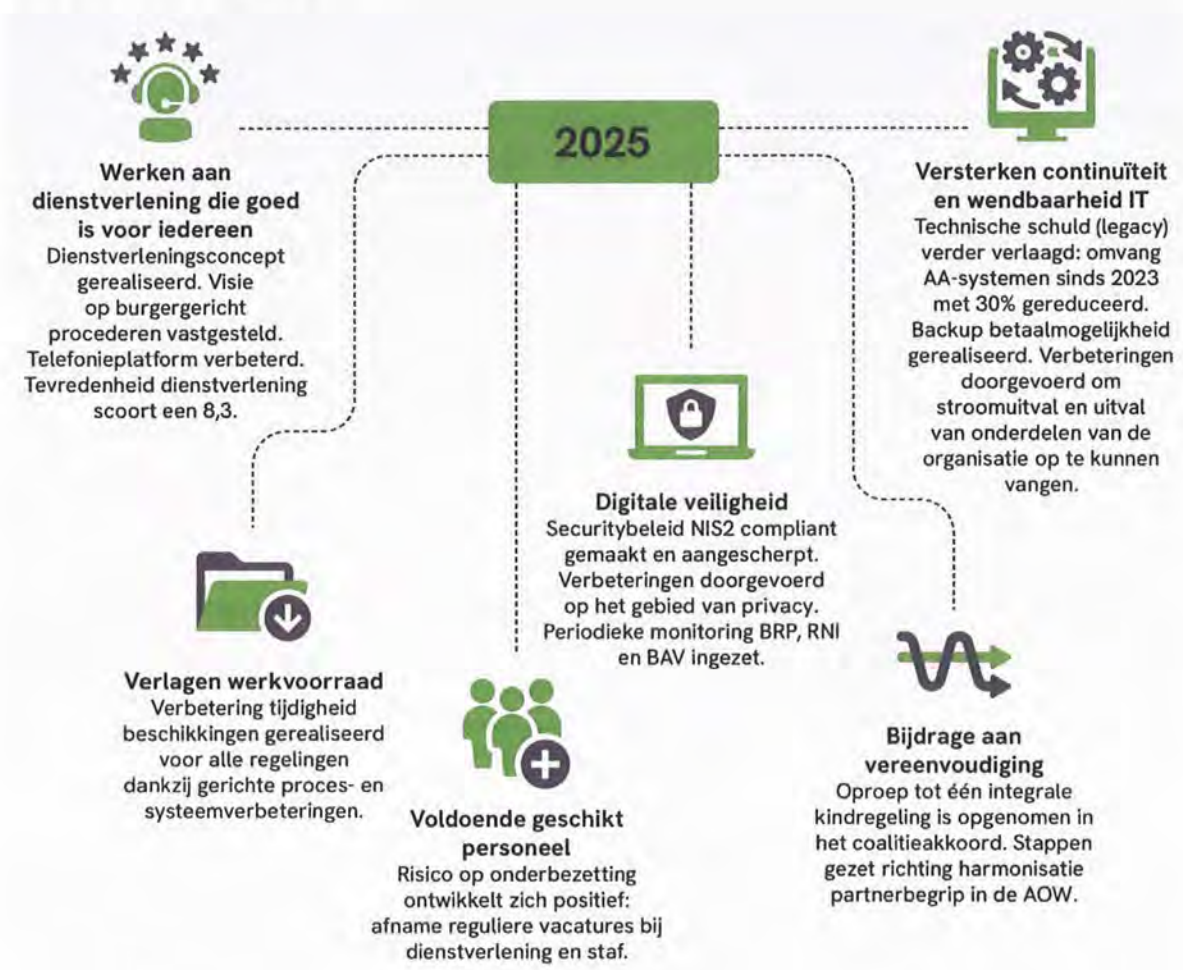 2025
Werken aan
dienstverlening die goed
is voor iedereen
Dienstverleningsconcept
gerealiseerd. Visie
op burgergericht
procederen vastgesteld.
Telefonieplatform verbeterd.
Tevredenheid dienstverlening
scoort een 8,3.
Versterken continuïteit
en wendbaarheid IT
Technische schuld (legacy)
verder verlaagd: omvang
AA-systemen sinds 2023
met 30% gereduceerd.
Backup betaalmogelijkheid
gerealiseerd. Verbeteringen
doorgevoerd om
stroomuitval en uitval
van onderdelen van de
organisatie op te kunnen
vangen.
Digitale veiligheid
Securitybeleid NIS2 compliant
gemaakt en aangescherpt.
Verbeteringen doorgevoerd
op het gebied van privacy.
Periodieke monitoring BRP, RNI
en BAV ingezet.
Verlagen werkvoorraad
Verbetering tijdigheid
beschikkingen gerealiseerd
voor alle regelingen
dankzij gerichte proces- en
systeemverbeteringen.
Voldoende geschikt
personeel
Risico op onderbezetting
ontwikkelt zich positief:
afname reguliere vacatures bij
dienstverlening en staf.
Bijdrage aan
vereenvoudiging
Oproep tot één integrale
kindregeling is opgenomen in
het coalitieakkoord. Stappen
gezet richting harmonisatie
partnerbegrip in de AOW.